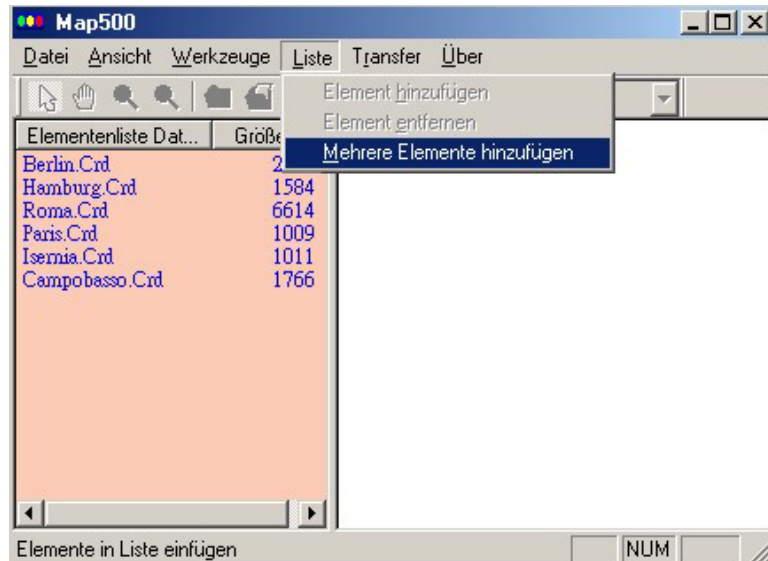 Map500
Datei Ansicht Werkzeuge Liste Transfer Über
Element hinzufügen
Element entfernen
Mehrere Elemente hinzufügen
Elementenliste Dat... Größe
Berlin.Crd
Hamburg.Crd 1584
Roma.Crd 6614
Paris.Crd 1009
Isernia.Crd 1011
Campobasso.Crd 1766
Elemente in Liste einfügen NUM